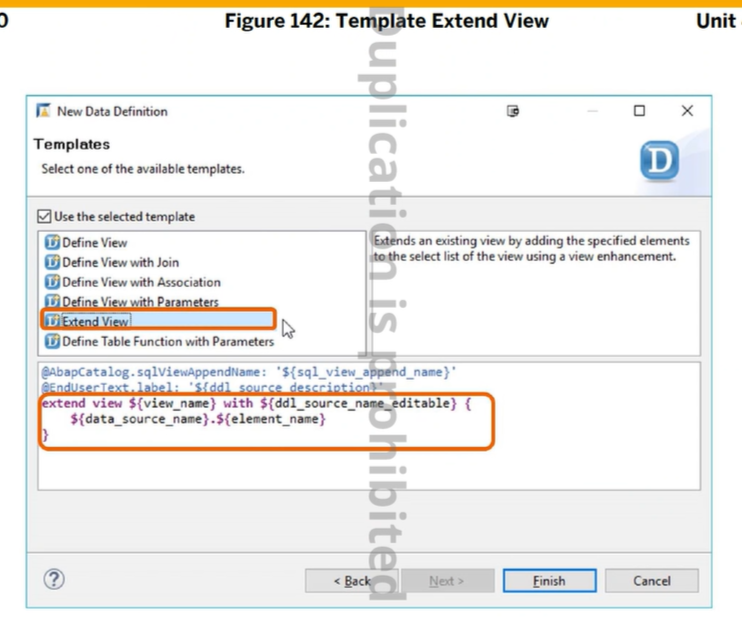 0 Figure 142: Template Extend View Unit
Duplication is prohibited
New Data Definition
Templates
Select one of the available templates.
D
Use the selected template
Define View
Define View with Join
Define View with Association
Define View with Parameters
Extend View
Define Table Function with Parameters
Extends an existing view by adding the specified elements
to the select list of the view using a view enhancement.
@AbapCatalog.sqlViewAppendName: '${sql_view_append_name}'
@EndUserText.label: '${ddl_source_description}'
extend view ${view_name} with ${ddl_source_name_editable} {
${data_source_name}.${element_name}
}
?
< Back Next > Finish Cancel